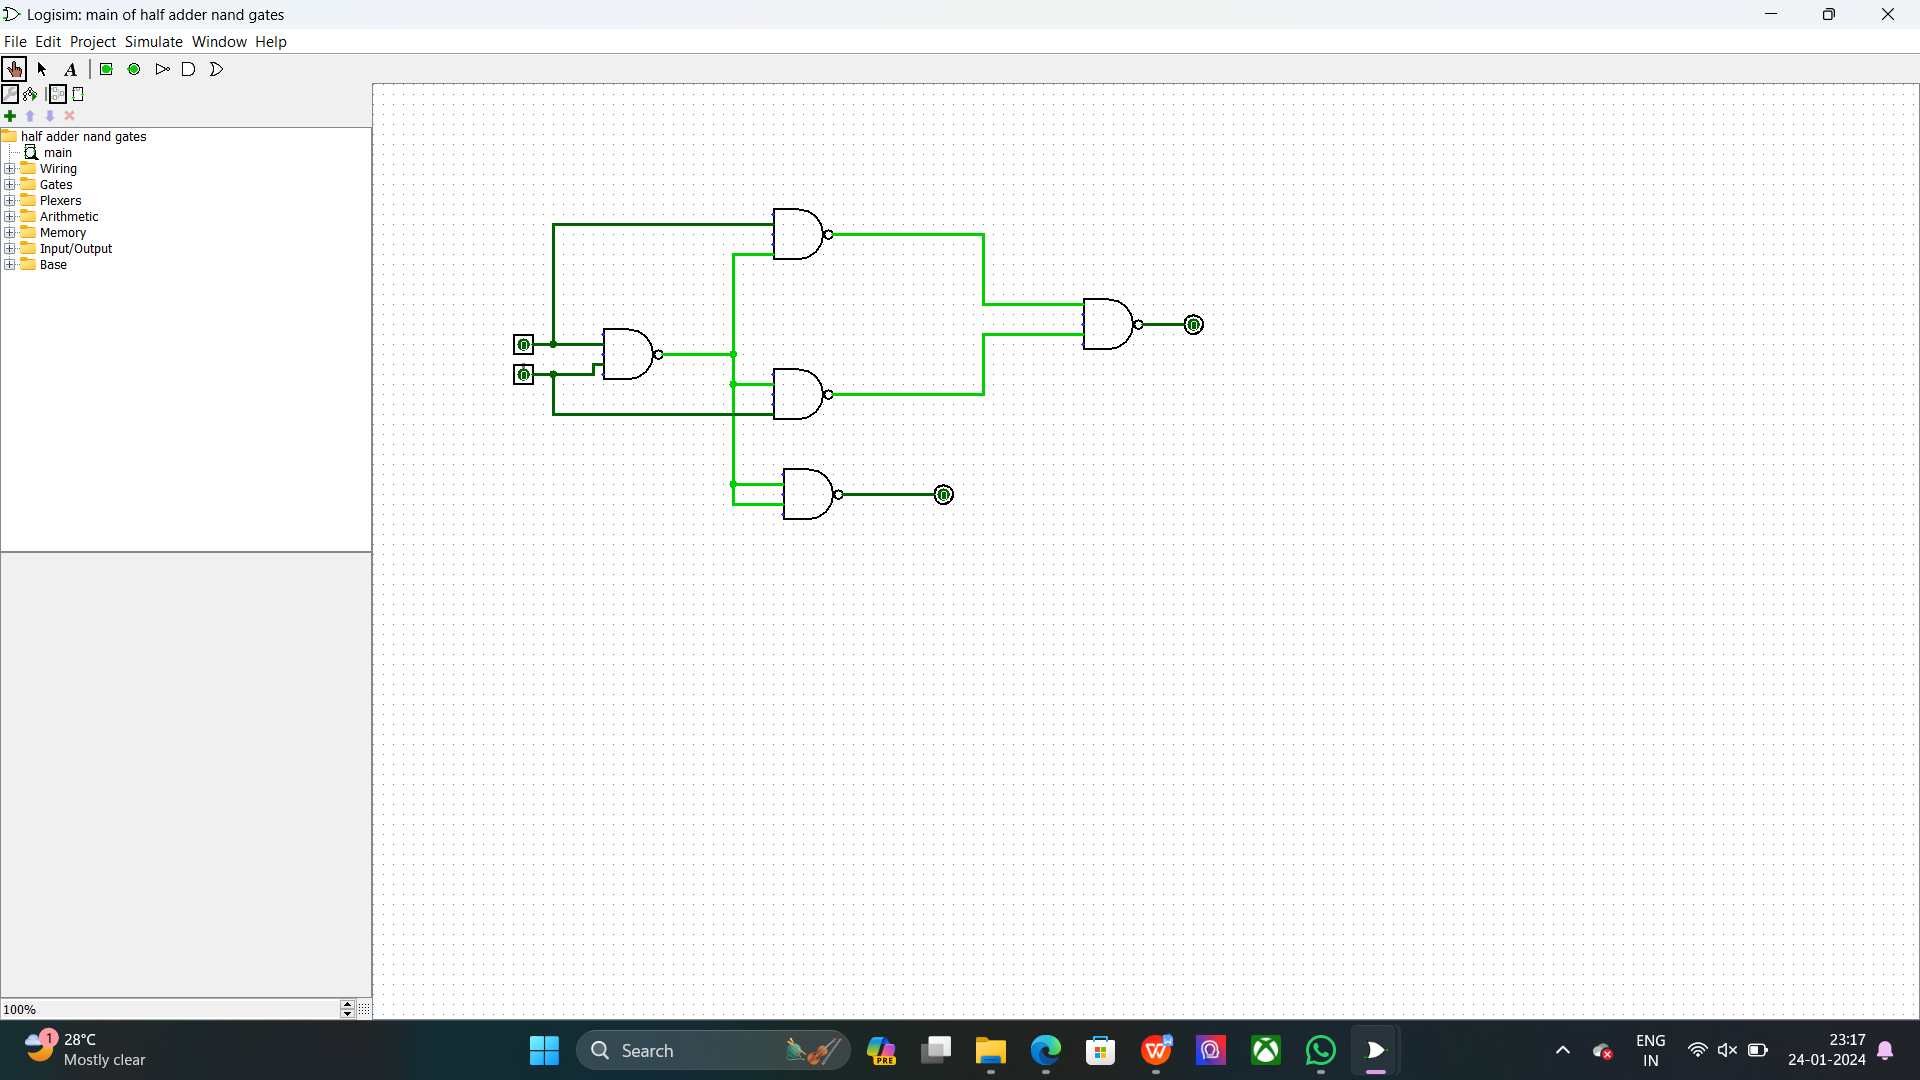 Logisim: main of half adder nand gates
File Edit Project Simulate Window Help
A
half adder nand gates
main
Wiring
Gates
Plexers
Arithmetic
Memory
Input/Output
Base
0
0
0
0
100%
1
28°C
Mostly clear
Search
PRE
W
ENG
IN
23:17
24-01-2024